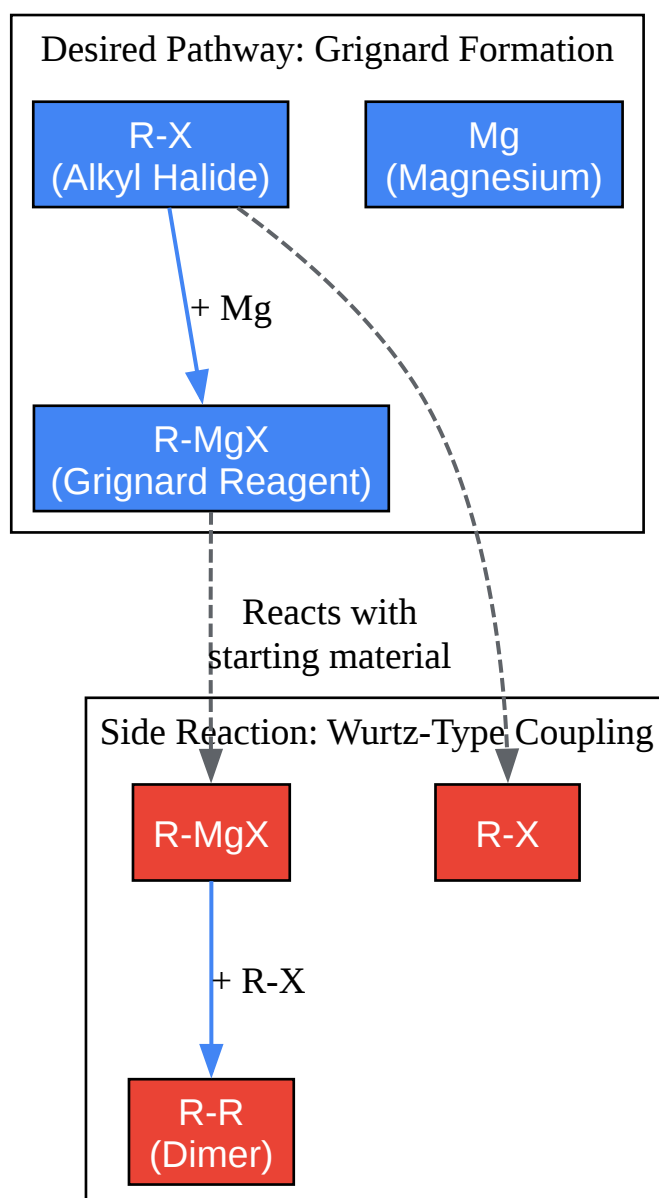 Desired Pathway: Grignard Formation
R-X
(Alkyl Halide)
Mg
(Magnesium)
+ Mg
R-MgX
(Grignard Reagent)
Reacts with
starting material
Side Reaction: Wurtz-Type Coupling
R-MgX
R-X
+ R-X
R-R
(Dimer)